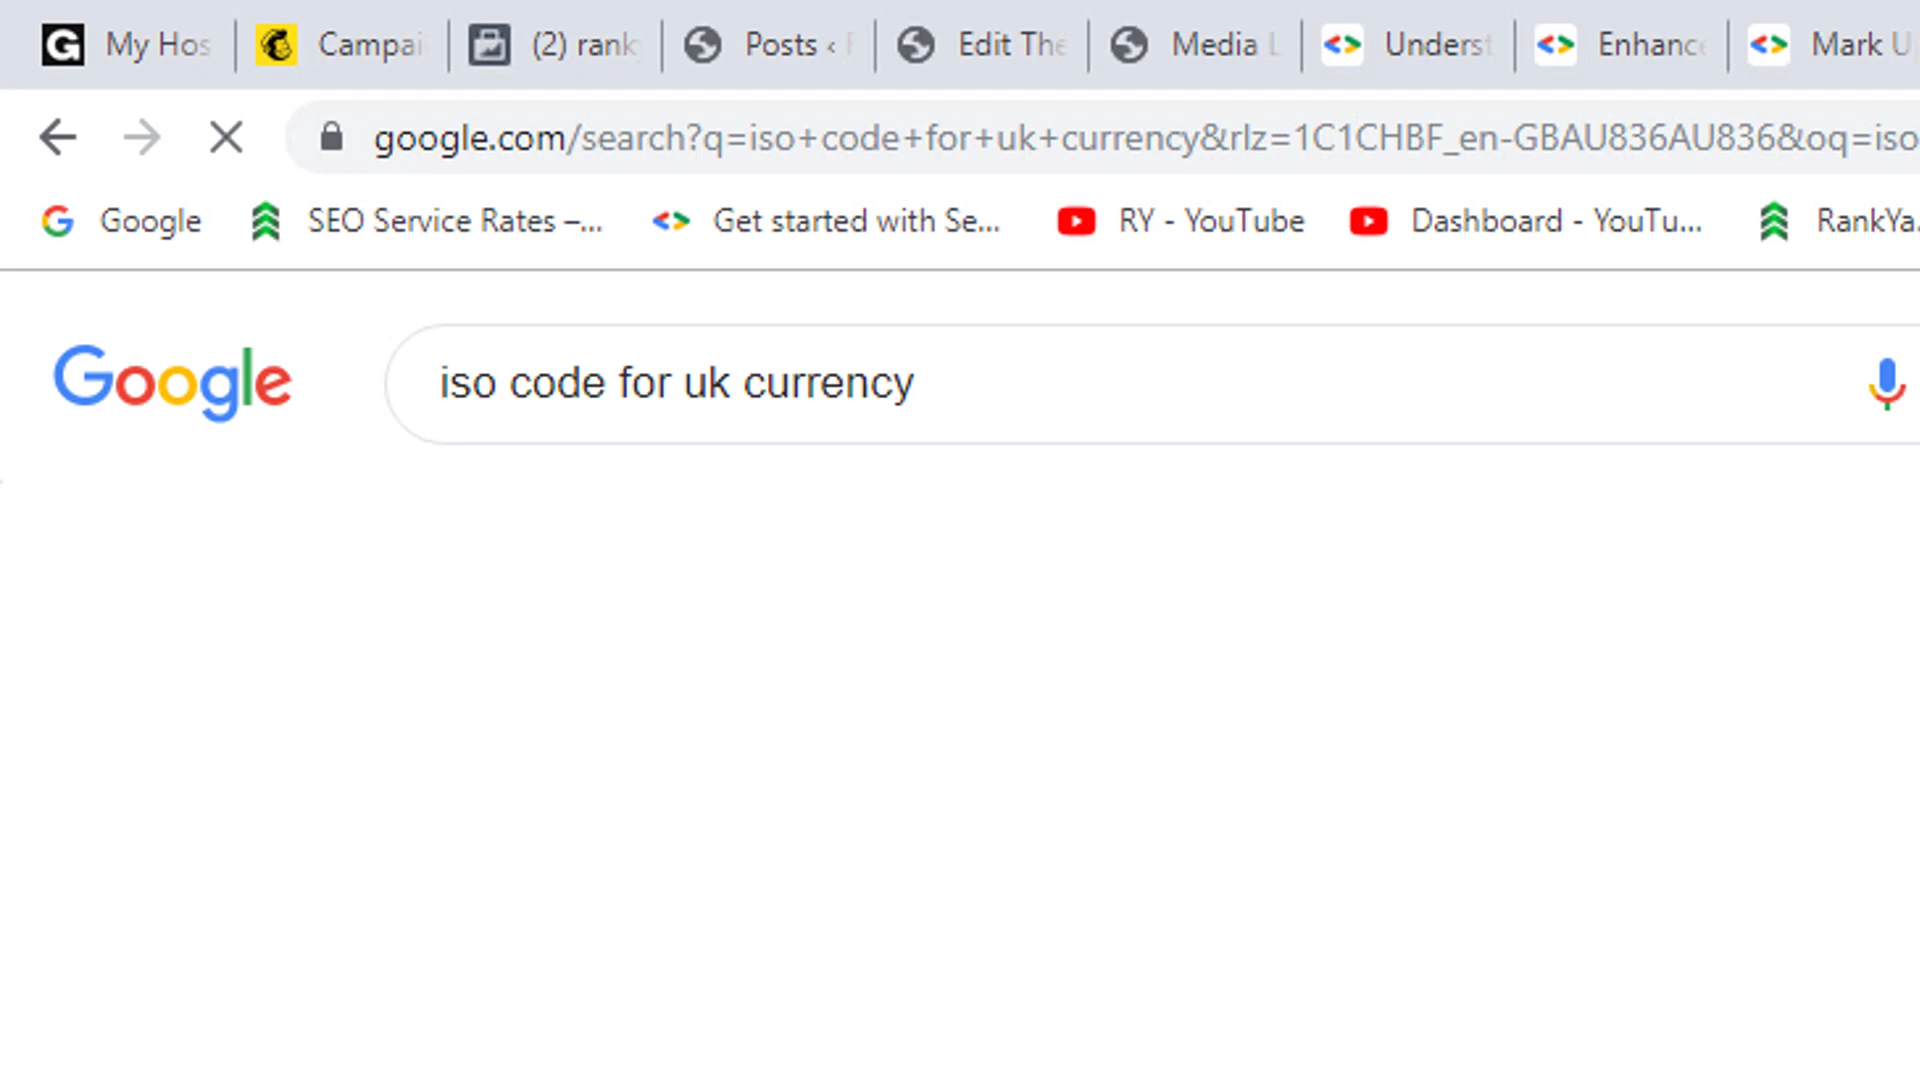 My Hos Campai (2) rank Posts ‹ Edit The Media L Underst Enhance Mark U
google.com/search?q=iso+code+for+uk+currency&rlz=1C1CHBF_en-GBAU836AU836&oq=iso
Google SEO Service Rates –... Get started with Se... RY - YouTube Dashboard - YouTu... RankYa.
Google iso code for uk currency